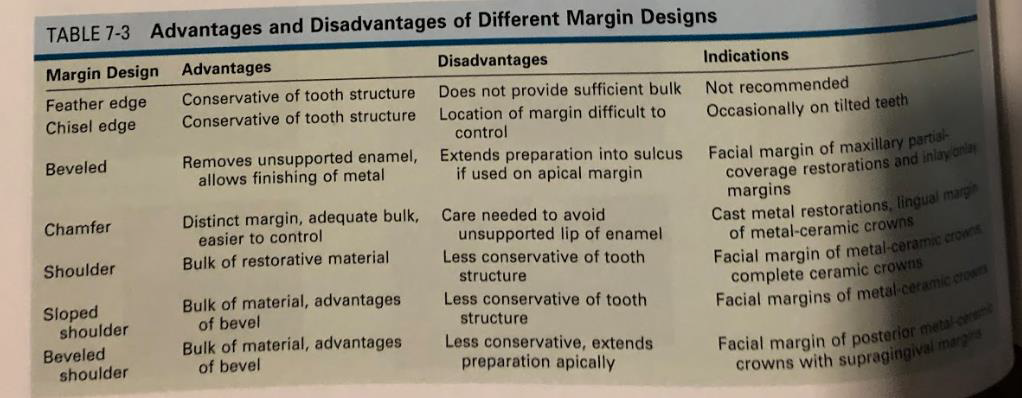 TABLE 7-3 Advantages and Disadvantages of Different Margin Designs
Margin Design Advantages Disadvantages Indications
Feather edge Conservative of tooth structure Does not provide sufficient bulk Not recommended
Chisel edge Conservative of tooth structure Location of margin difficult to Occasionally on tilted teeth
control
Beveled Removes unsupported enamel, Extends preparation into sulcus Facial margin of maxillary partial-
allows finishing of metal if used on apical margin coverage restorations and inlay/onlay
margins
Chamfer Distinct margin, adequate bulk, Care needed to avoid Cast metal restorations, lingual margin
easier to control unsupported lip of enamel of metal-ceramic crowns
Shoulder Bulk of restorative material Less conservative of tooth Facial margin of metal-ceramic crowns,
structure complete ceramic crowns
Sloped Bulk of material, advantages Less conservative of tooth Facial margins of metal-ceramic crowns
shoulder of bevel structure
Beveled Bulk of material, advantages Less conservative, extends Facial margin of posterior metal-ceramic
shoulder of bevel preparation apically crowns with supragingival margins